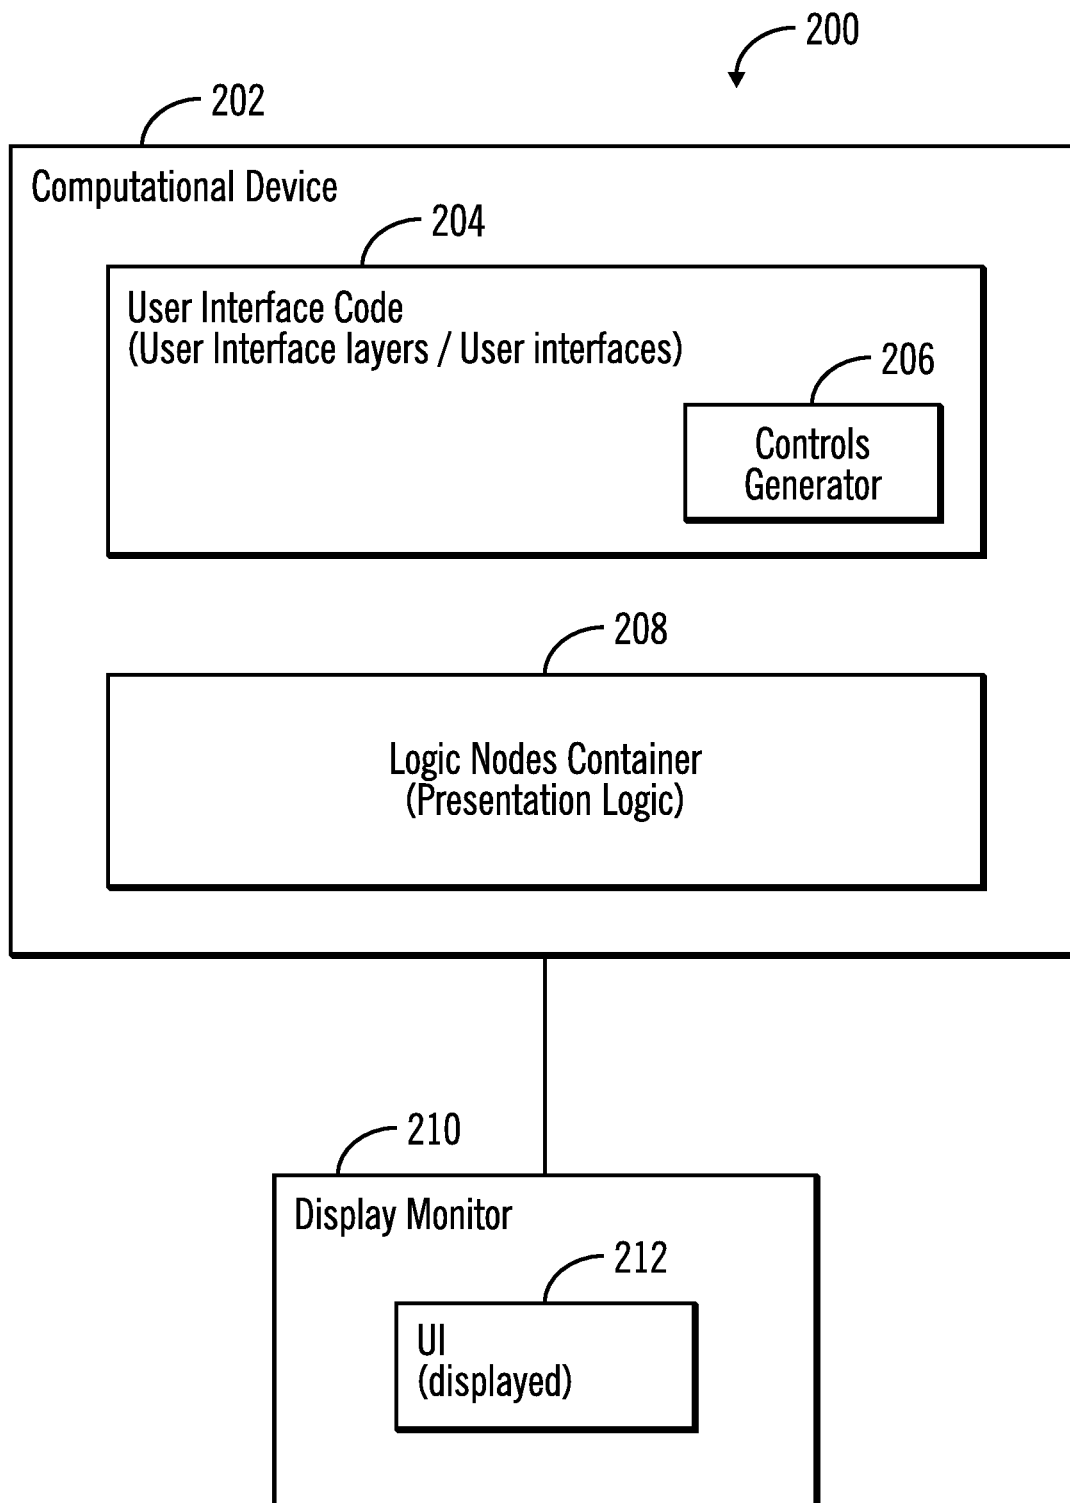 200
202
Computational Device
204
User Interface Code
(User Interface layers / User interfaces)
206
Controls
Generator
208
Logic Nodes Container
(Presentation Logic)
210
Display Monitor
212
UI
(displayed)